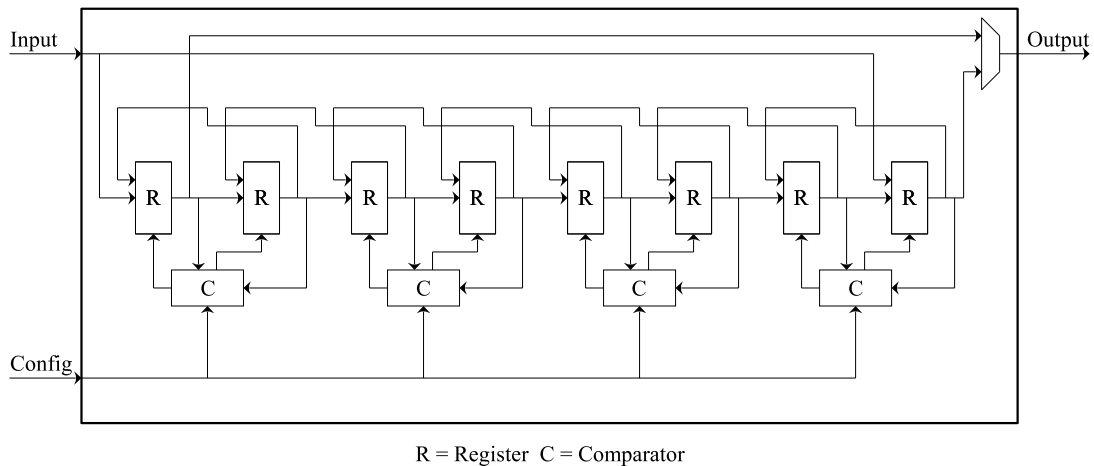 Input
Output
R R R R R R R R
C C C C
Config
R = Register C = Comparator